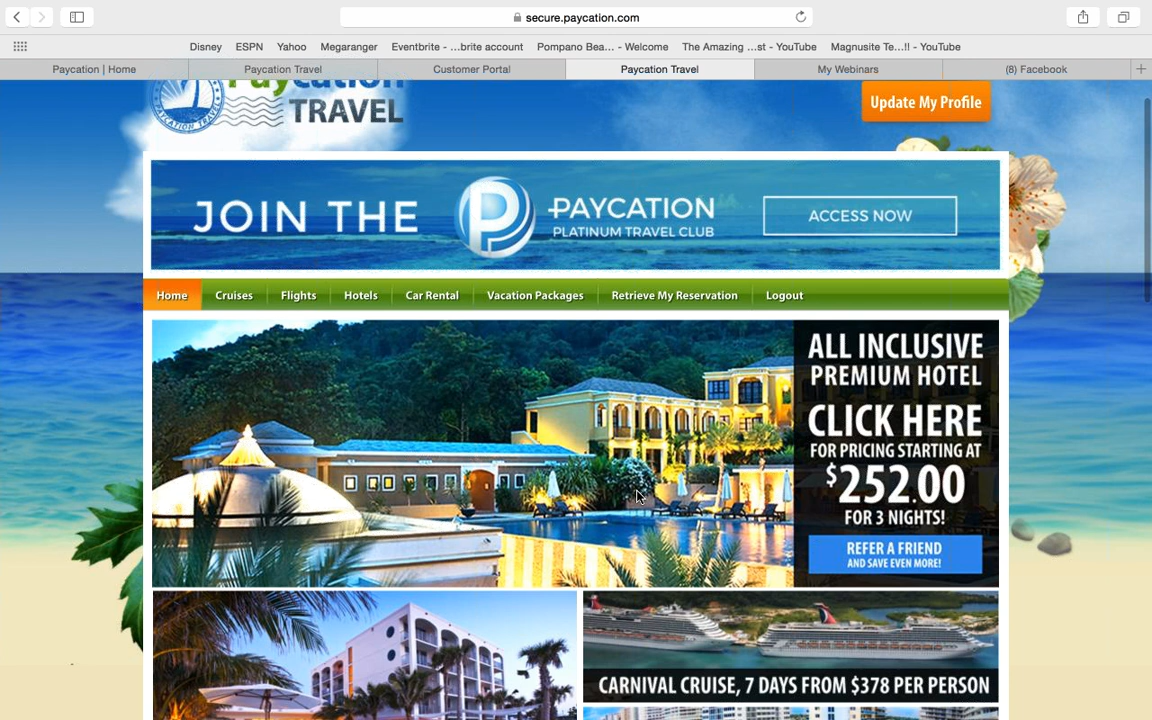 secure.paycation.com
Disney ESPN Yahoo Megaranger Eventbrite - ...brite account Pompano Bea... - Welcome The Amazing ...st - YouTube Magnusite Te...!! - YouTube
Paycation | Home Paycation Travel Customer Portal Paycation Travel My Webinars (8) Facebook
Paycation
TRAVEL
PAYCATION TRAVEL
Update My Profile
JOIN THE P PAYCATION
PLATINUM TRAVEL CLUB
ACCESS NOW
Home Cruises Flights Hotels Car Rental Vacation Packages Retrieve My Reservation Logout
ALL INCLUSIVE
PREMIUM HOTEL
CLICK HERE
FOR PRICING STARTING AT
$252.00
FOR 3 NIGHTS!
REFER A FRIEND
AND SAVE EVEN MORE!
CARNIVAL CRUISE, 7 DAYS FROM $378 PER PERSON